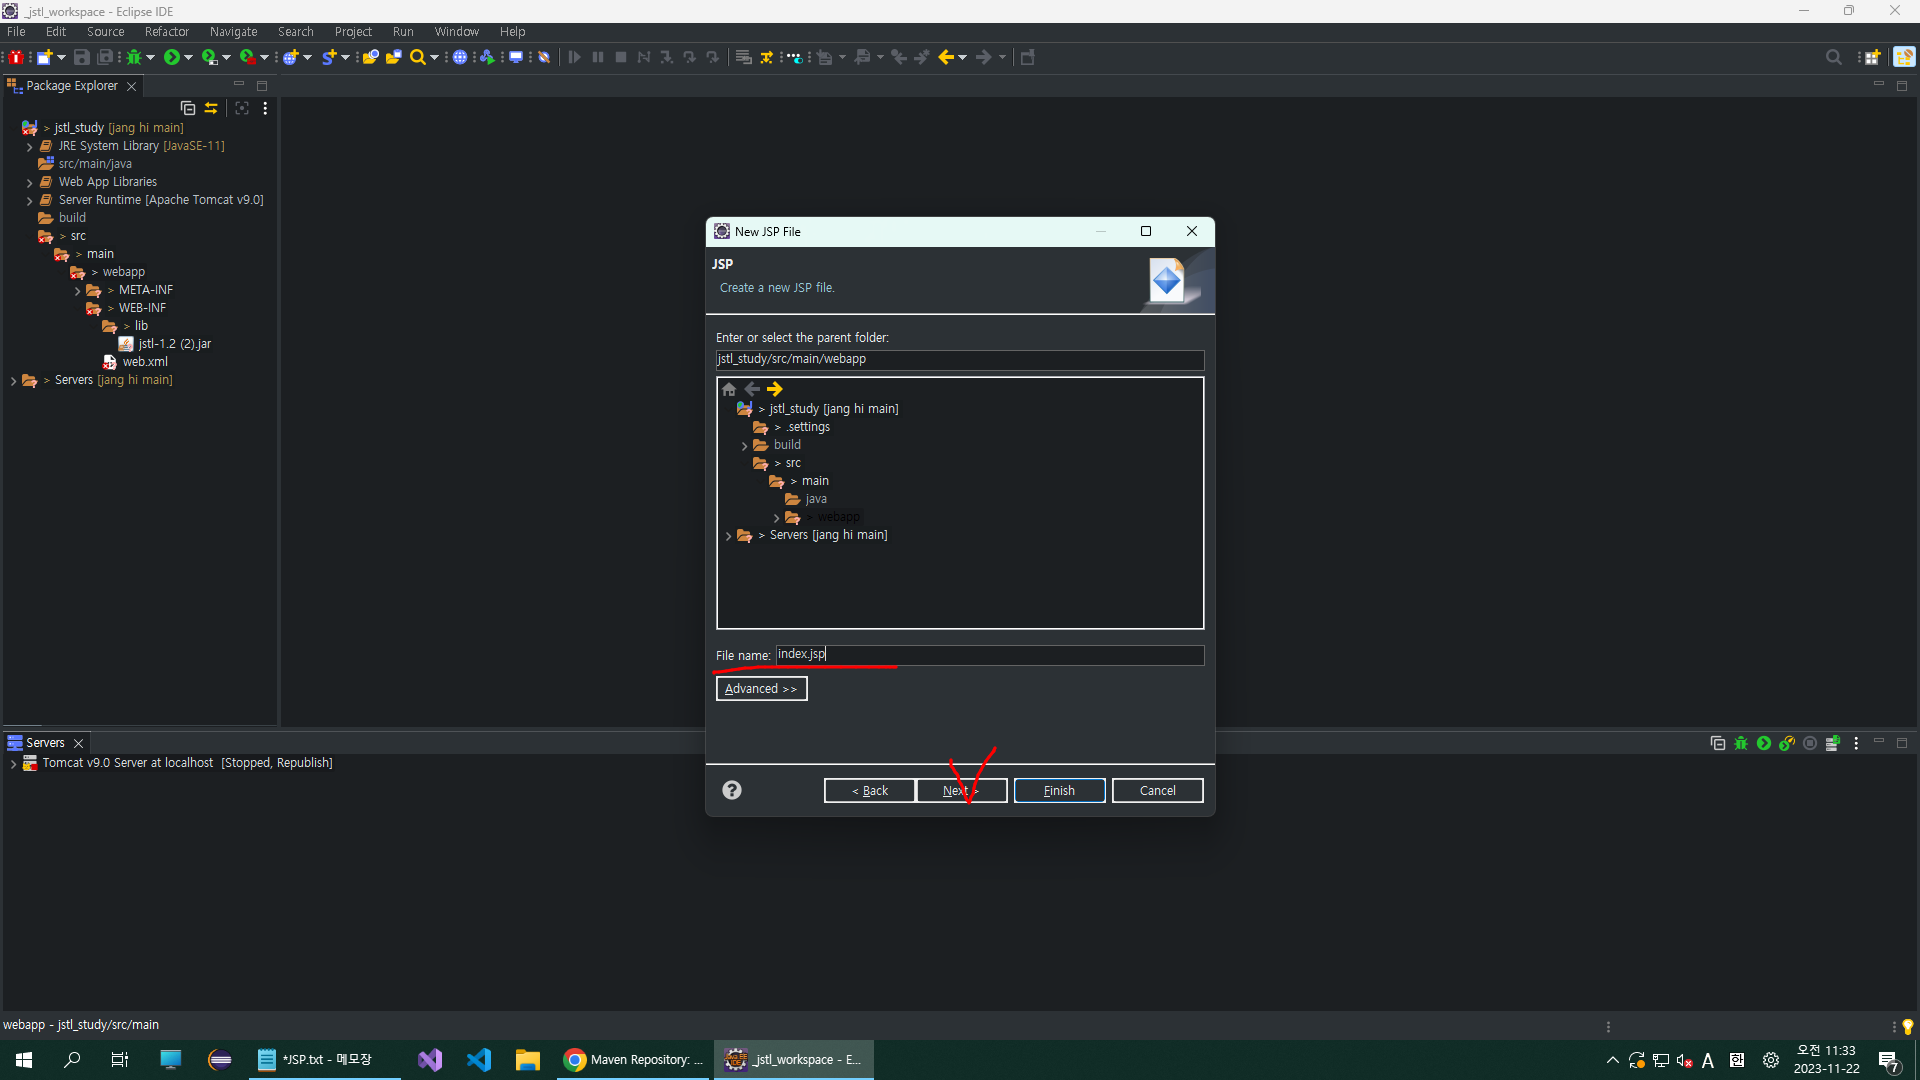 _jstl_workspace - Eclipse IDE
File Edit Source Refactor Navigate Search Project Run Window Help
Package Explorer
> jstl_study [jang hi main]
JRE System Library [JavaSE-11]
src/main/java
Web App Libraries
Server Runtime [Apache Tomcat v9.0]
build
> src
> main
> webapp
> META-INF
> WEB-INF
> lib
jstl-1.2 (2).jar
web.xml
> Servers [jang hi main]
New JSP File
JSP
Create a new JSP file.
Enter or select the parent folder:
jstl_study/src/main/webapp
> jstl_study [jang hi main]
> .settings
build
> src
> main
java
> webapp
> Servers [jang hi main]
File name: index.jsp
Advanced >>
< Back Next > Finish Cancel
Servers
Tomcat v9.0 Server at localhost [Stopped, Republish]
webapp - jstl_study/src/main
*JSP.txt - 메모장
Maven Repository: ...
_jstl_workspace - E...
A 한
오전 11:33
2023-11-22
7